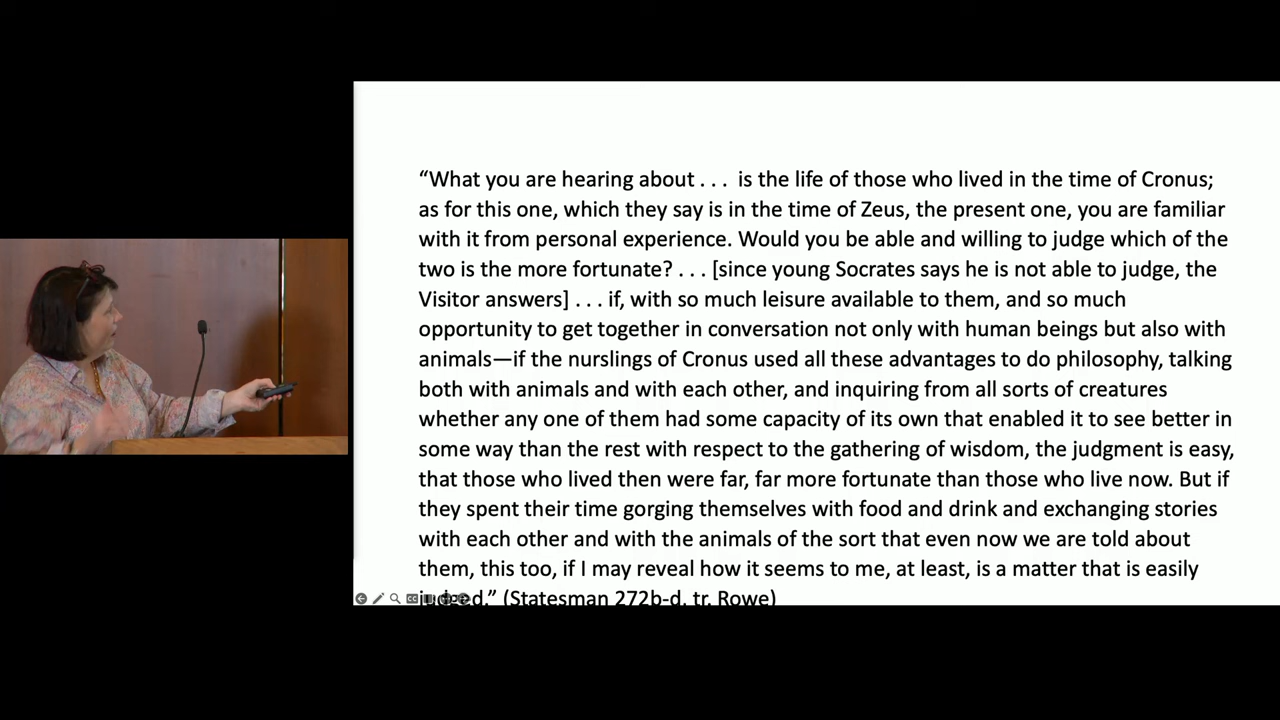 “What you are hearing about . . .  is the life of those who lived in the time of Cronus;
as for this one, which they say is in the time of Zeus, the present one, you are familiar
with it from personal experience. Would you be able and willing to judge which of the
two is the more fortunate? . . . [since young Socrates says he is not able to judge, the
Visitor answers] . . . if, with so much leisure available to them, and so much
opportunity to get together in conversation not only with human beings but also with
animals—if the nurslings of Cronus used all these advantages to do philosophy, talking
both with animals and with each other, and inquiring from all sorts of creatures
whether any one of them had some capacity of its own that enabled it to see better in
some way than the rest with respect to the gathering of wisdom, the judgment is easy,
that those who lived then were far, far more fortunate than those who live now. But if
they spent their time gorging themselves with food and drink and exchanging stories
with each other and with the animals of the sort that even now we are told about
them, this too, if I may reveal how it seems to me, at least, is a matter that is easily
judged.” (Statesman 272b-d, tr. Rowe)